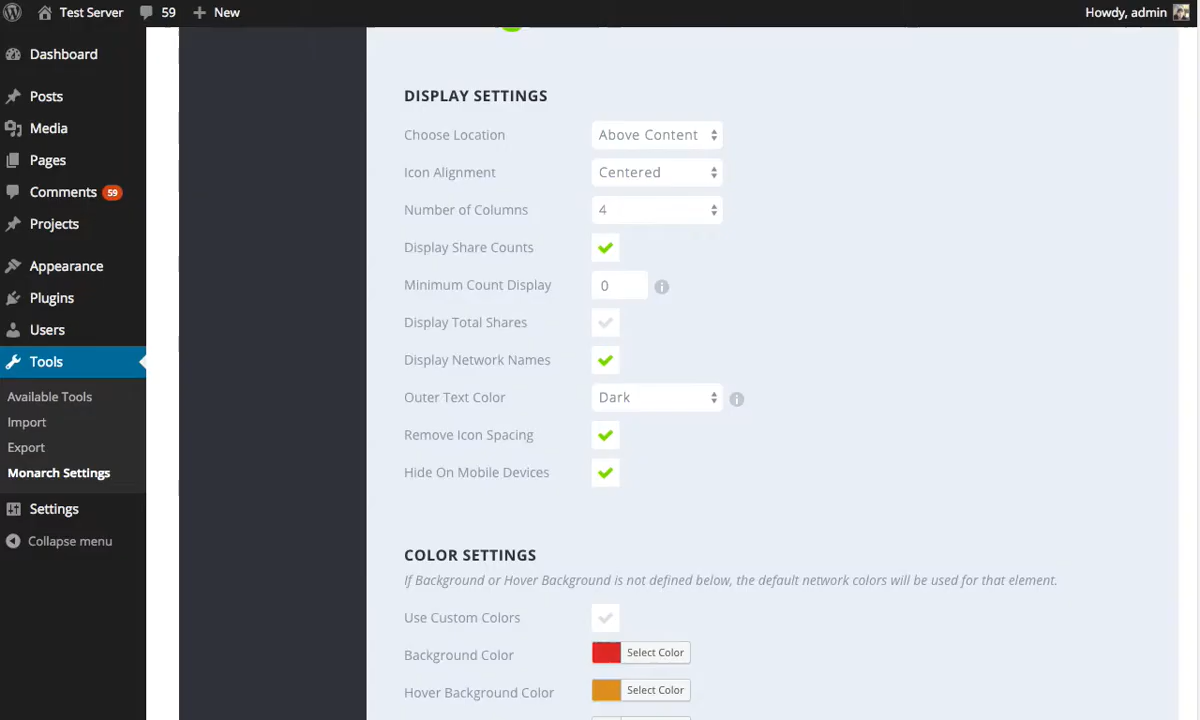 Test Server 59 New Howdy, admin
Dashboard
Posts
Media
Pages
Comments 59
Projects
Appearance
Plugins
Users
Tools
Available Tools
Import
Export
Monarch Settings
Settings
Collapse menu
DISPLAY SETTINGS
Choose Location Above Content
Icon Alignment Centered
Number of Columns 4
Display Share Counts
Minimum Count Display 0
Display Total Shares
Display Network Names
Outer Text Color Dark
Remove Icon Spacing
Hide On Mobile Devices
COLOR SETTINGS
If Background or Hover Background is not defined below, the default network colors will be used for that element.
Use Custom Colors
Background Color Select Color
Hover Background Color Select Color